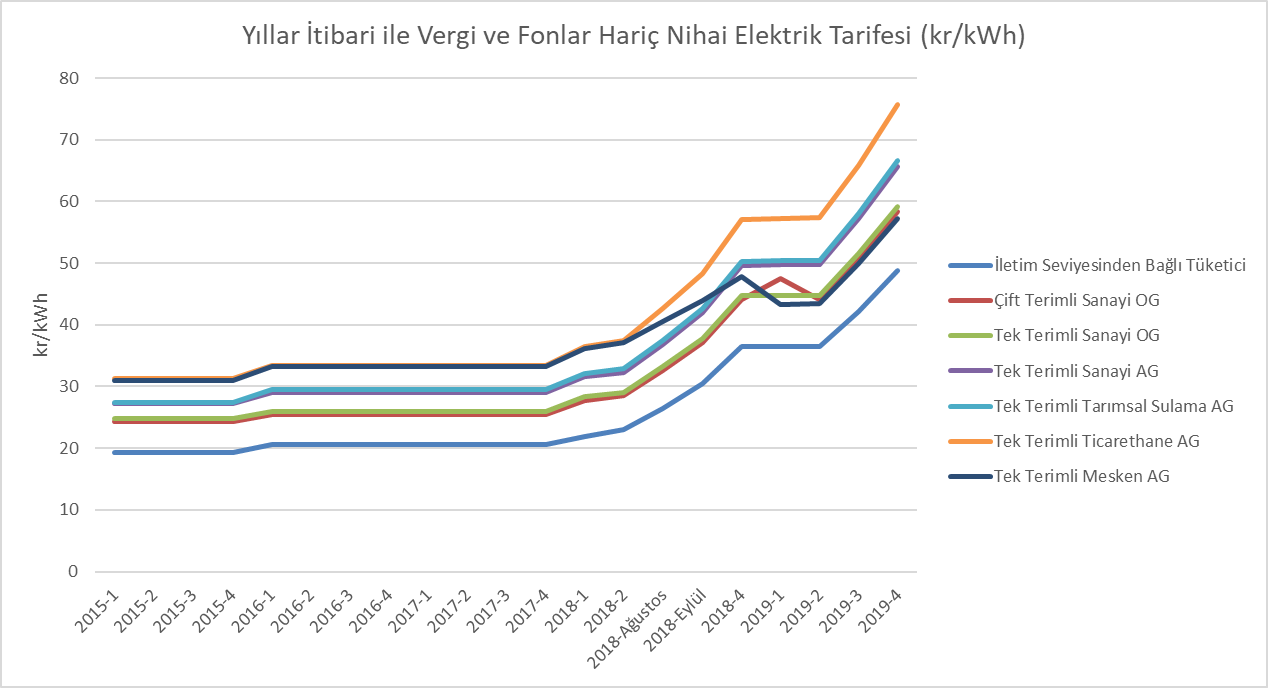 Yıllar İtibari ile Vergi ve Fonlar Hariç Nihai Elektrik Tarifesi (kr/kWh)
80
70
60
50
40
30
20
10
0
kr/kWh
2015-1
2015-2
2015-3
2015-4
2016-1
2016-2
2016-3
2016-4
2017-1
2017-2
2017-3
2017-4
2018-1
2018-2
2018-Ağustos
2018-Eylül
2018-4
2019-1
2019-2
2019-3
2019-4
İletim Seviyesinden Bağlı Tüketici
Çift Terimli Sanayi OG
Tek Terimli Sanayi OG
Tek Terimli Sanayi AG
Tek Terimli Tarımsal Sulama AG
Tek Terimli Ticarethane AG
Tek Terimli Mesken AG